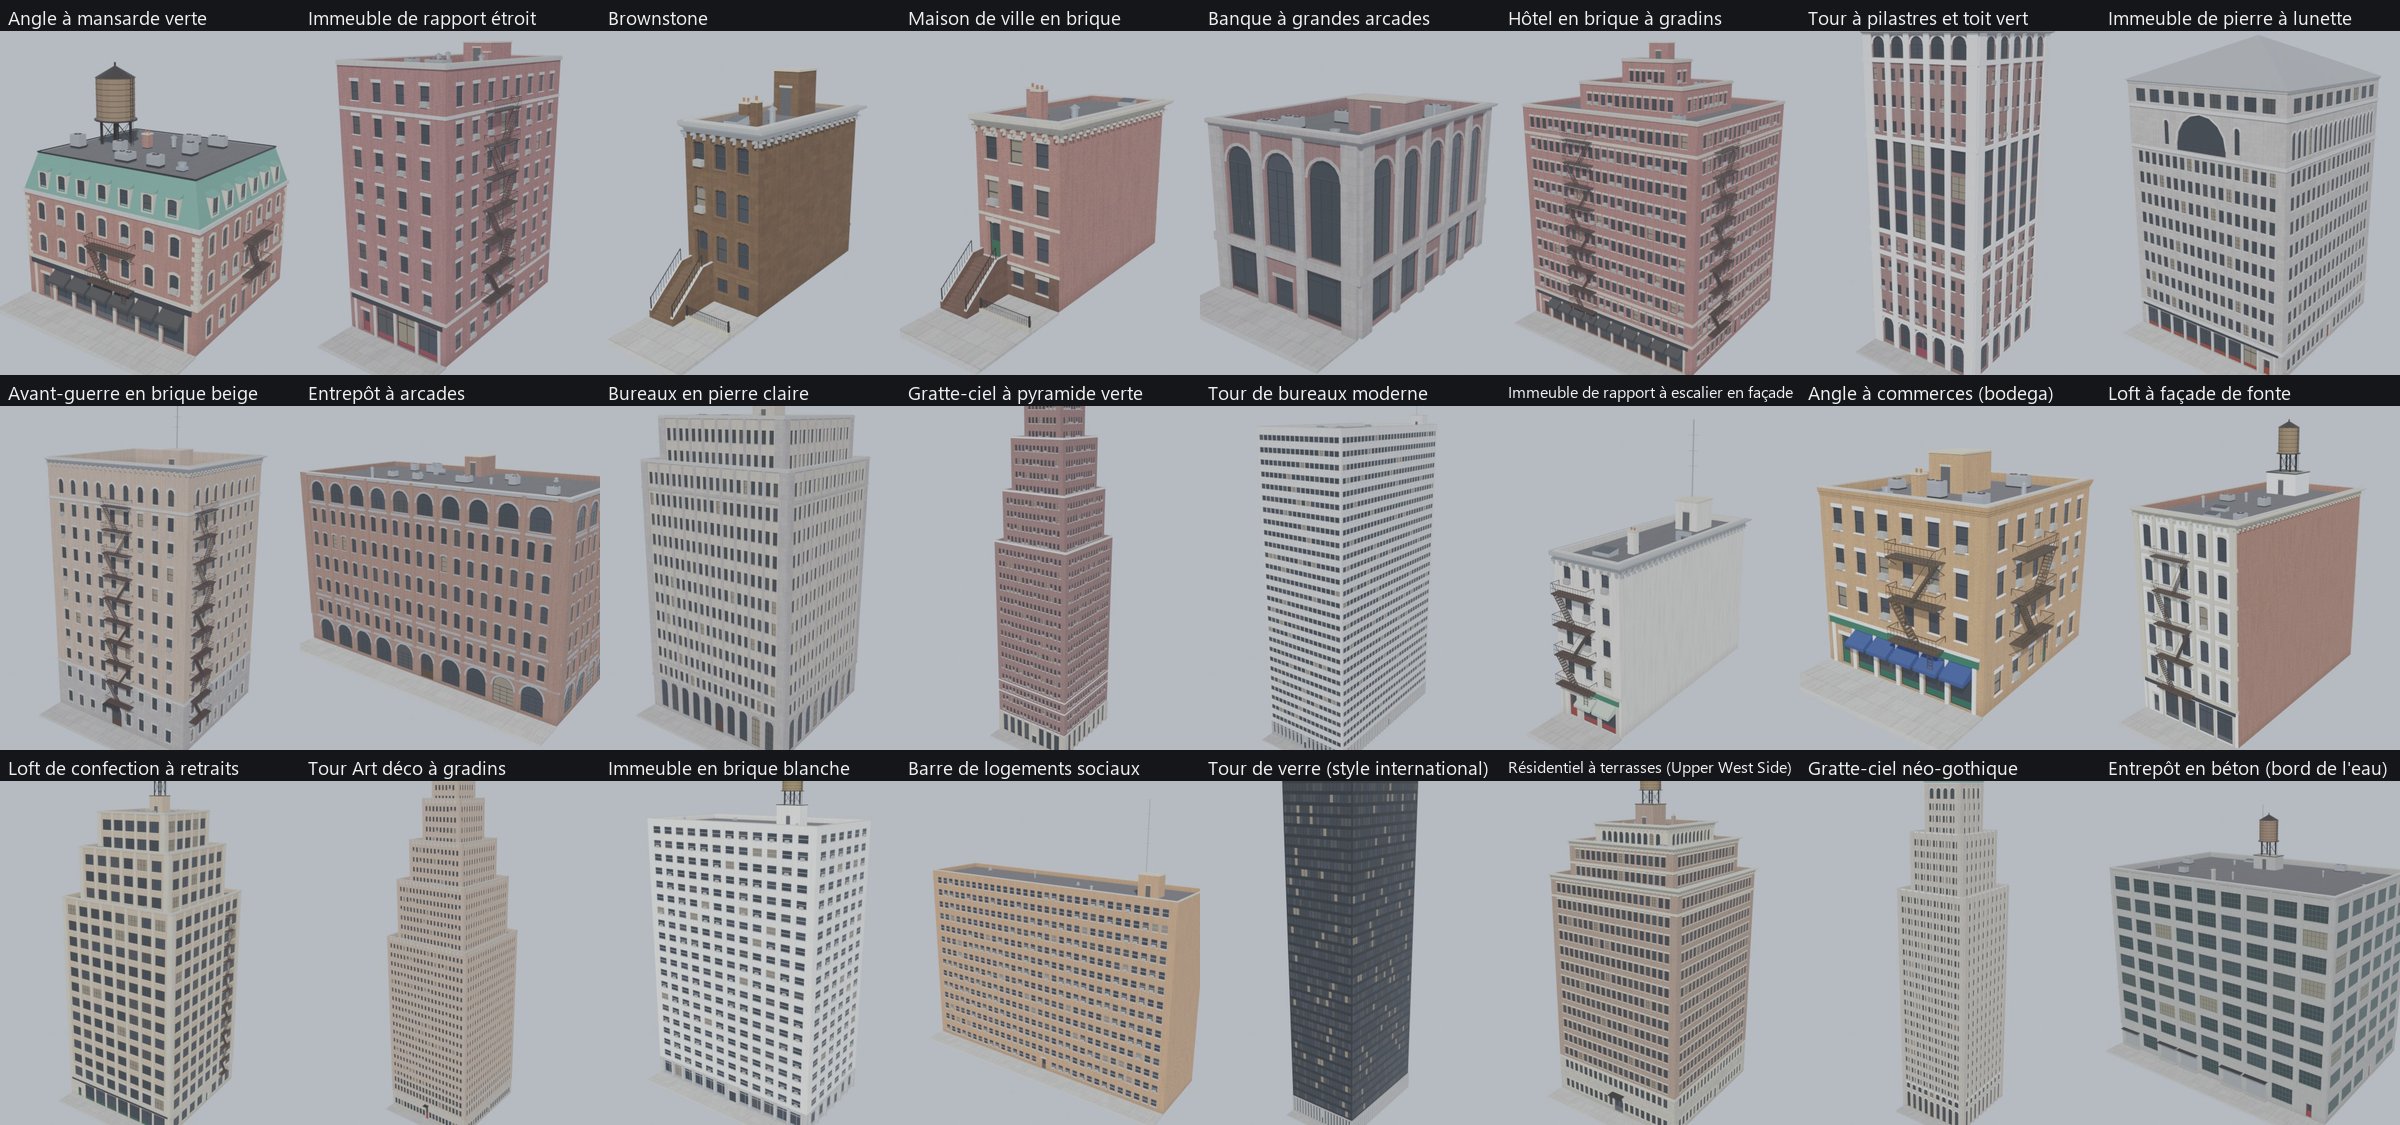 Angle à mansarde verte
Immeuble de rapport étroit
Brownstone
Maison de ville en brique
Banque à grandes arcades
Hôtel en brique à gradins
Tour à pilastres et toit vert
Immeuble de pierre à lunette
Avant-guerre en brique beige
Entrepôt à arcades
Bureaux en pierre claire
Gratte-ciel à pyramide verte
Tour de bureaux moderne
Immeuble de rapport à escalier en façade
Angle à commerces (bodega)
Loft à façade de fonte
Loft de confection à retraits
Tour Art déco à gradins
Immeuble en brique blanche
Barre de logements sociaux
Tour de verre (style international)
Résidentiel à terrasses (Upper West Side)
Gratte-ciel néo-gothique
Entrepôt en béton (bord de l'eau)